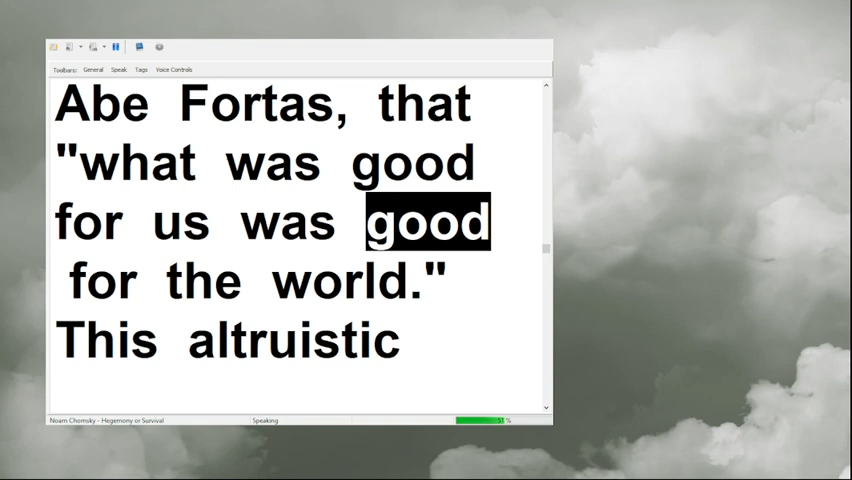 Toolbars: General Speak Tags Voice Controls
Abe Fortas, that
"what was good
for us was good
for the world."
This altruistic
Noam Chomsky - Hegemony or Survival Speaking 51 %